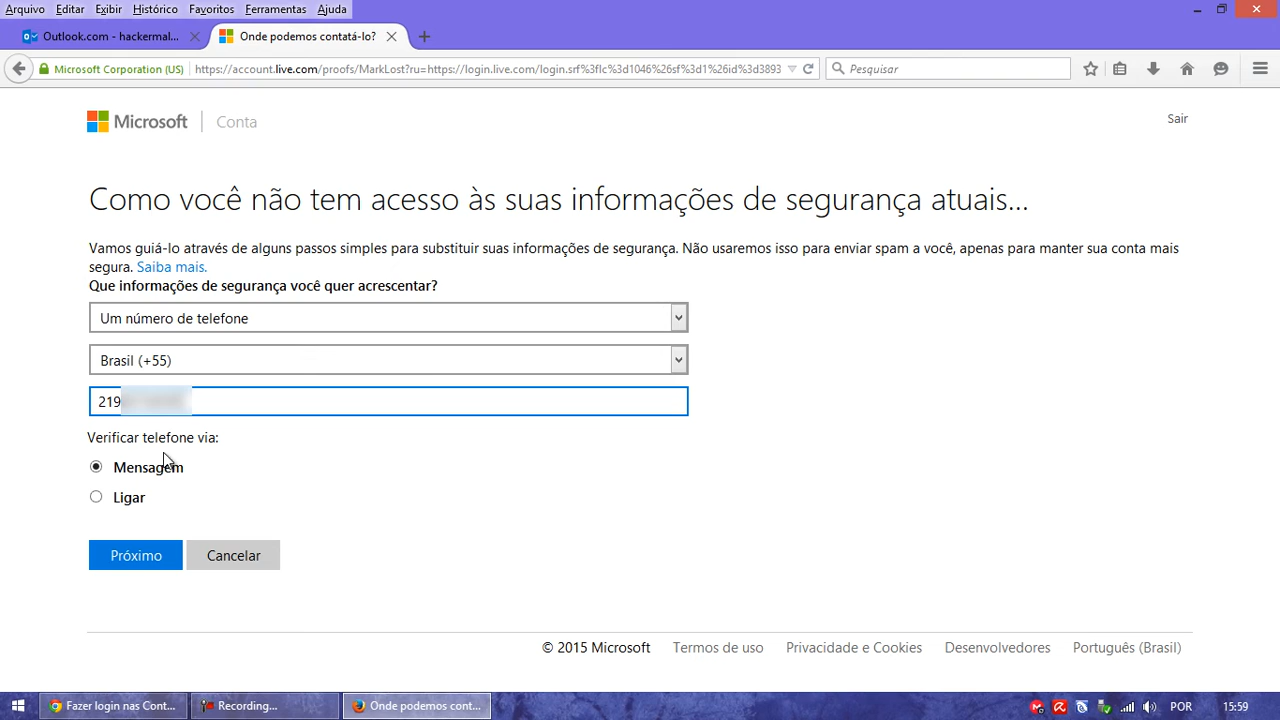 Arquivo Editar Exibir Histórico Favoritos Ferramentas Ajuda
Outlook.com - hackermal... Onde podemos contatá-lo?
Microsoft Corporation (US) https://account.live.com/proofs/MarkLost?ru=https://login.live.com/login.srf%3flc%3d1046%26sf%3d1%26id%3d3893 Pesquisar
Microsoft Conta Sair
Como você não tem acesso às suas informações de segurança atuais...
Vamos guiá-lo através de alguns passos simples para substituir suas informações de segurança. Não usaremos isso para enviar spam a você, apenas para manter sua conta mais
segura. Saiba mais.
Que informações de segurança você quer acrescentar?
Um número de telefone
Brasil (+55)
219
Verificar telefone via:
Mensagem
Ligar
Próximo Cancelar
© 2015 Microsoft Termos de uso Privacidade e Cookies Desenvolvedores Português (Brasil)
Fazer login nas Cont... Recording... Onde podemos cont... POR 15:59